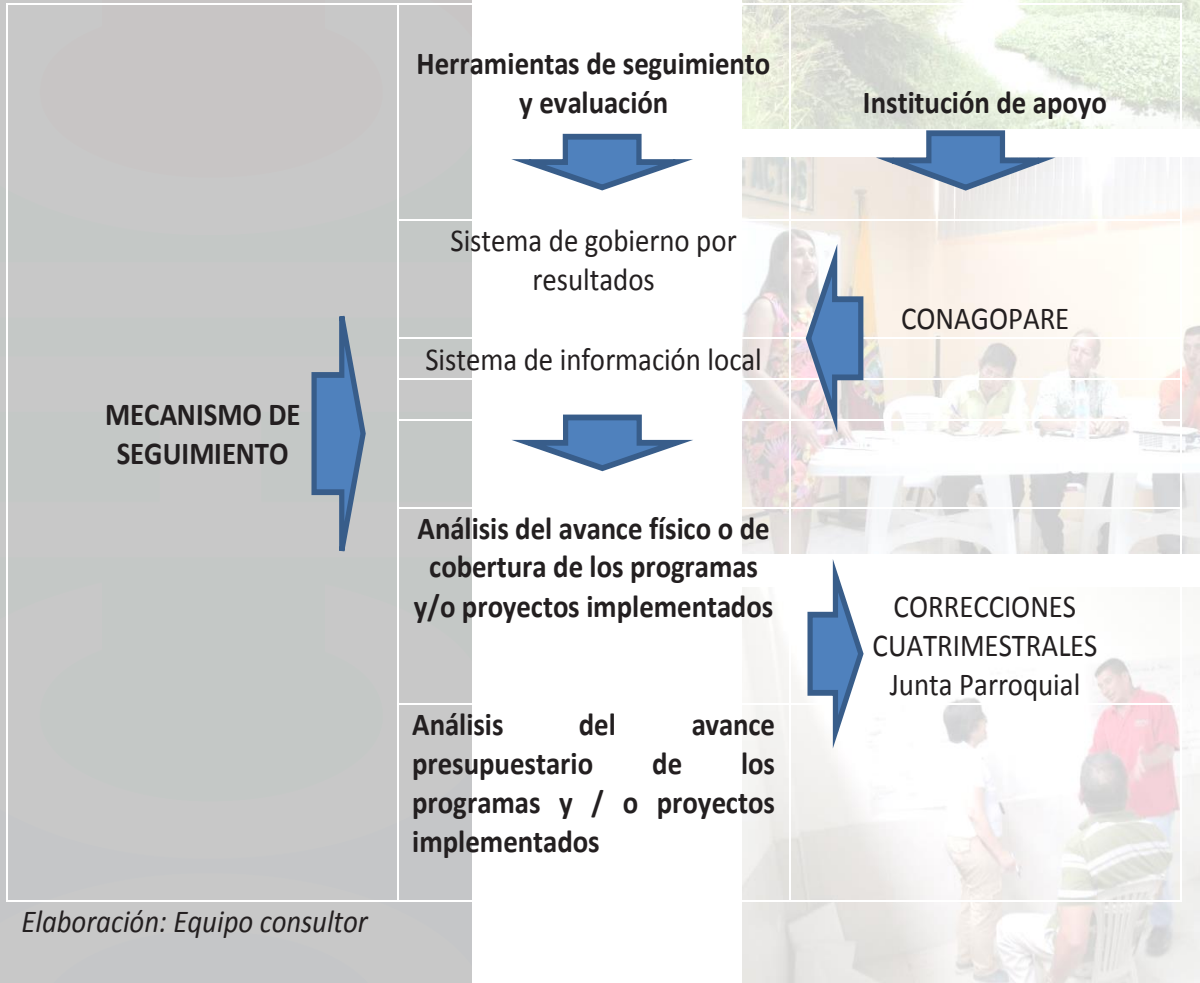 Herramientas de seguimiento
y evaluación
Institución de apoyo
Sistema de gobierno por
resultados
CONAGOPARE
Sistema de información local
MECANISMO DE
SEGUIMIENTO
Análisis del avance físico o de
cobertura de los programas
y/o proyectos implementados
CORRECCIONES
CUATRIMESTRALES
Junta Parroquial
Análisis del avance
presupuestario de los
programas y / o proyectos
implementados
Elaboración: Equipo consultor